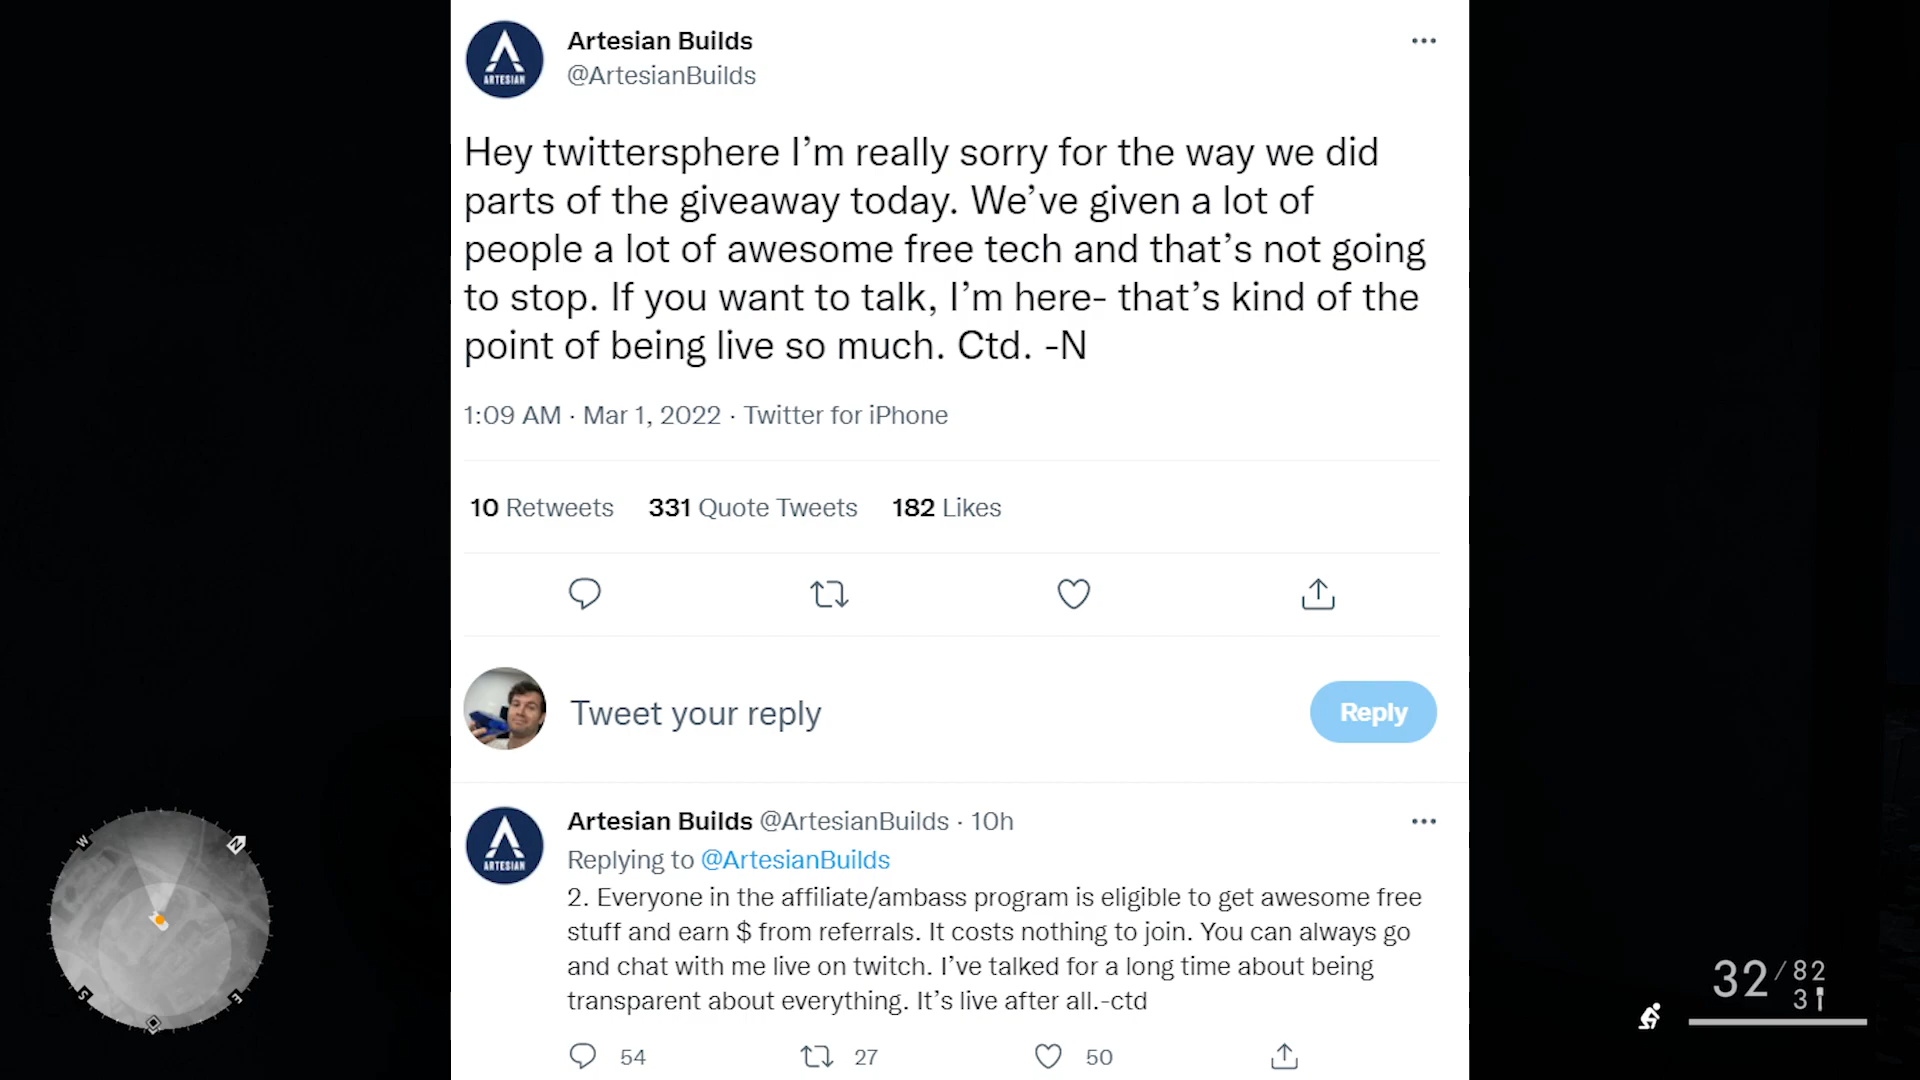 Artesian Builds
@ArtesianBuilds
ARTESIAN
Hey twittersphere I’m really sorry for the way we did
parts of the giveaway today. We’ve given a lot of
people a lot of awesome free tech and that’s not going
to stop. If you want to talk, I’m here- that’s kind of the
point of being live so much. Ctd. -N
1:09 AM · Mar 1, 2022 · Twitter for iPhone
10 Retweets 331 Quote Tweets 182 Likes
Tweet your reply
Reply
Artesian Builds @ArtesianBuilds · 10h
ARTESIAN
Replying to @ArtesianBuilds
2. Everyone in the affiliate/ambass program is eligible to get awesome free
stuff and earn $ from referrals. It costs nothing to join. You can always go
and chat with me live on twitch. I’ve talked for a long time about being
transparent about everything. It’s live after all.-ctd
54 27 50
W N
S E
32/82
3